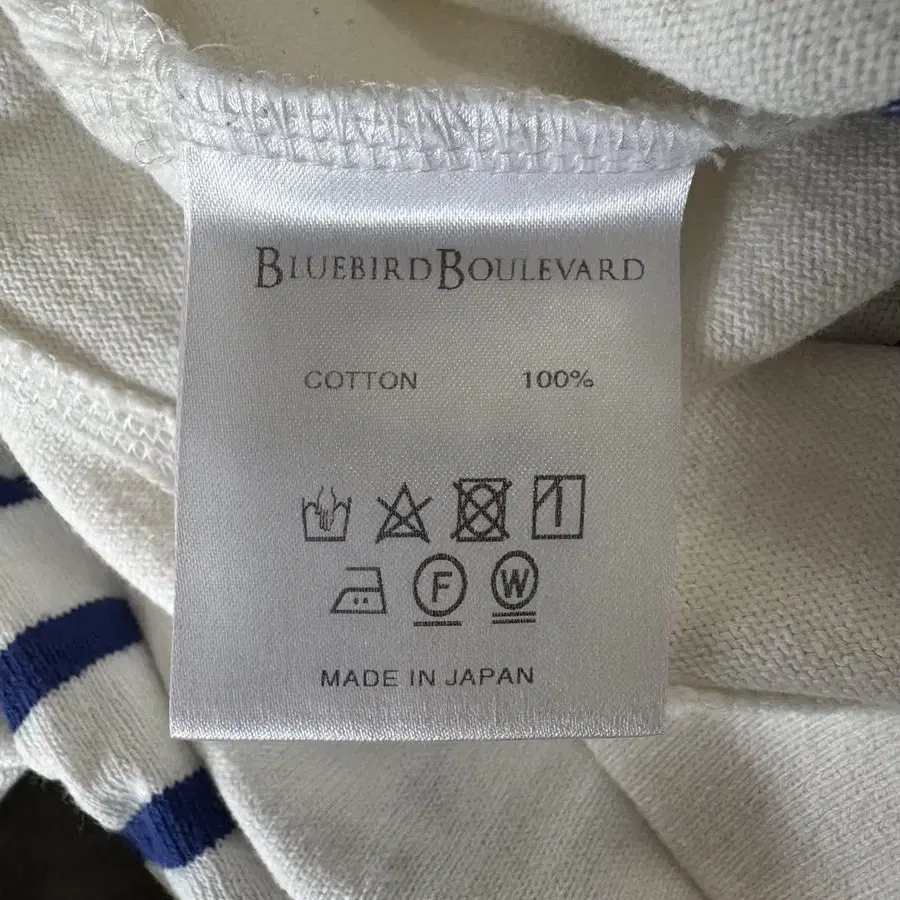 BLUEBIRD BOULEVARD
COTTON 100%
F W
MADE IN JAPAN